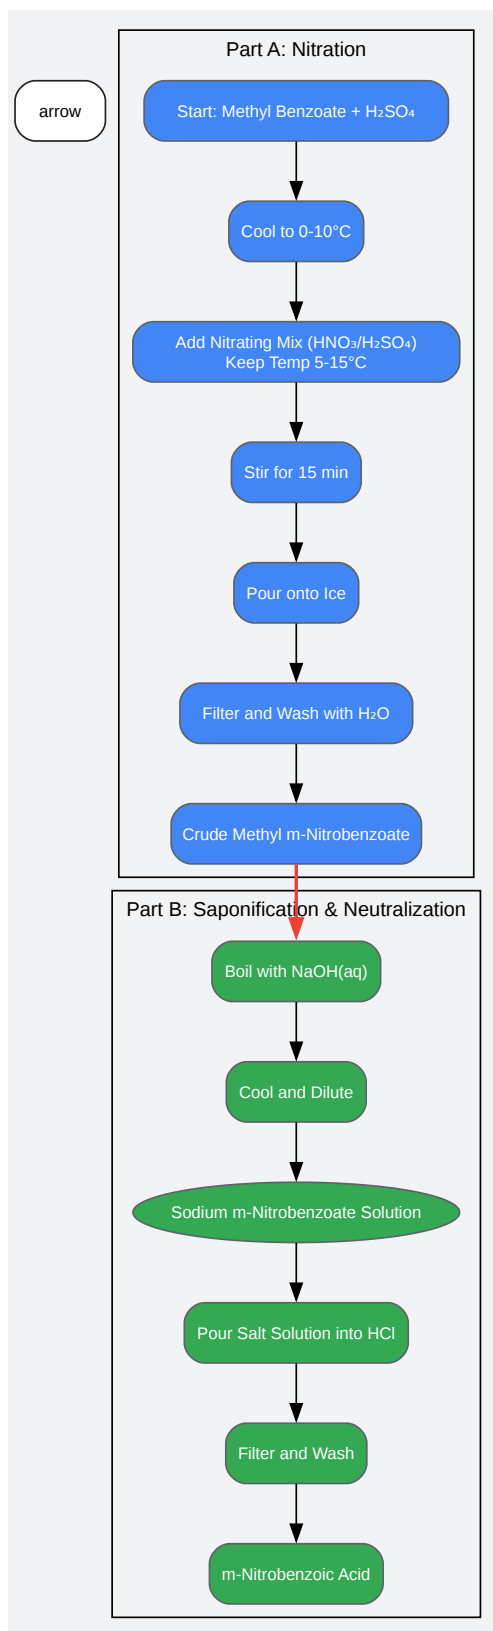 Part A: Nitration
arrow
Start: Methyl Benzoate + H₂SO₄
Cool to 0-10°C
Add Nitrating Mix (HNO₃/H₂SO₄)
Keep Temp 5-15°C
Stir for 15 min
Pour onto Ice
Filter and Wash with H₂O
Crude Methyl m-Nitrobenzoate
Part B: Saponification & Neutralization
Boil with NaOH(aq)
Cool and Dilute
Sodium m-Nitrobenzoate Solution
Pour Salt Solution into HCl
Filter and Wash
m-Nitrobenzoic Acid